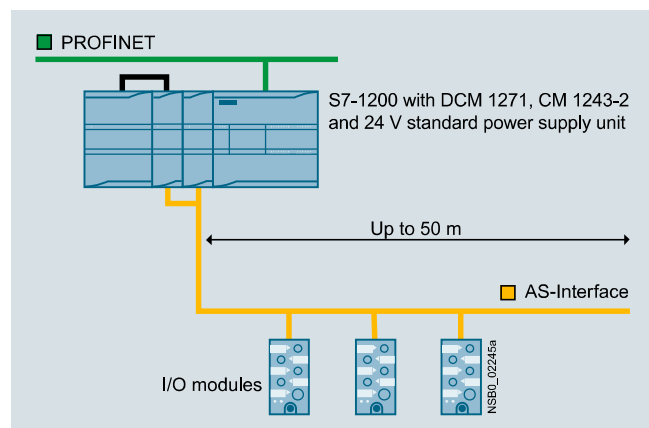 PROFINET
S7-1200 with DCM 1271, CM 1243-2
and 24 V standard power supply unit
Up to 50 m
AS-Interface
I/O modules
NSB0_02245a